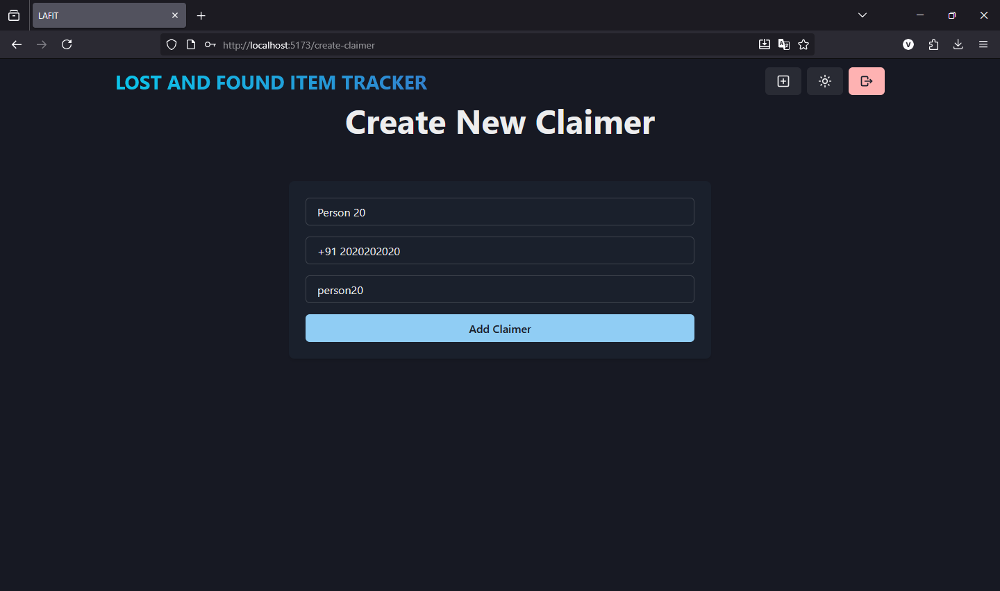 LAFIT
http://localhost:5173/create-claimer
V
LOST AND FOUND ITEM TRACKER
Create New Claimer
Person 20
+91 2020202020
person20
Add Claimer